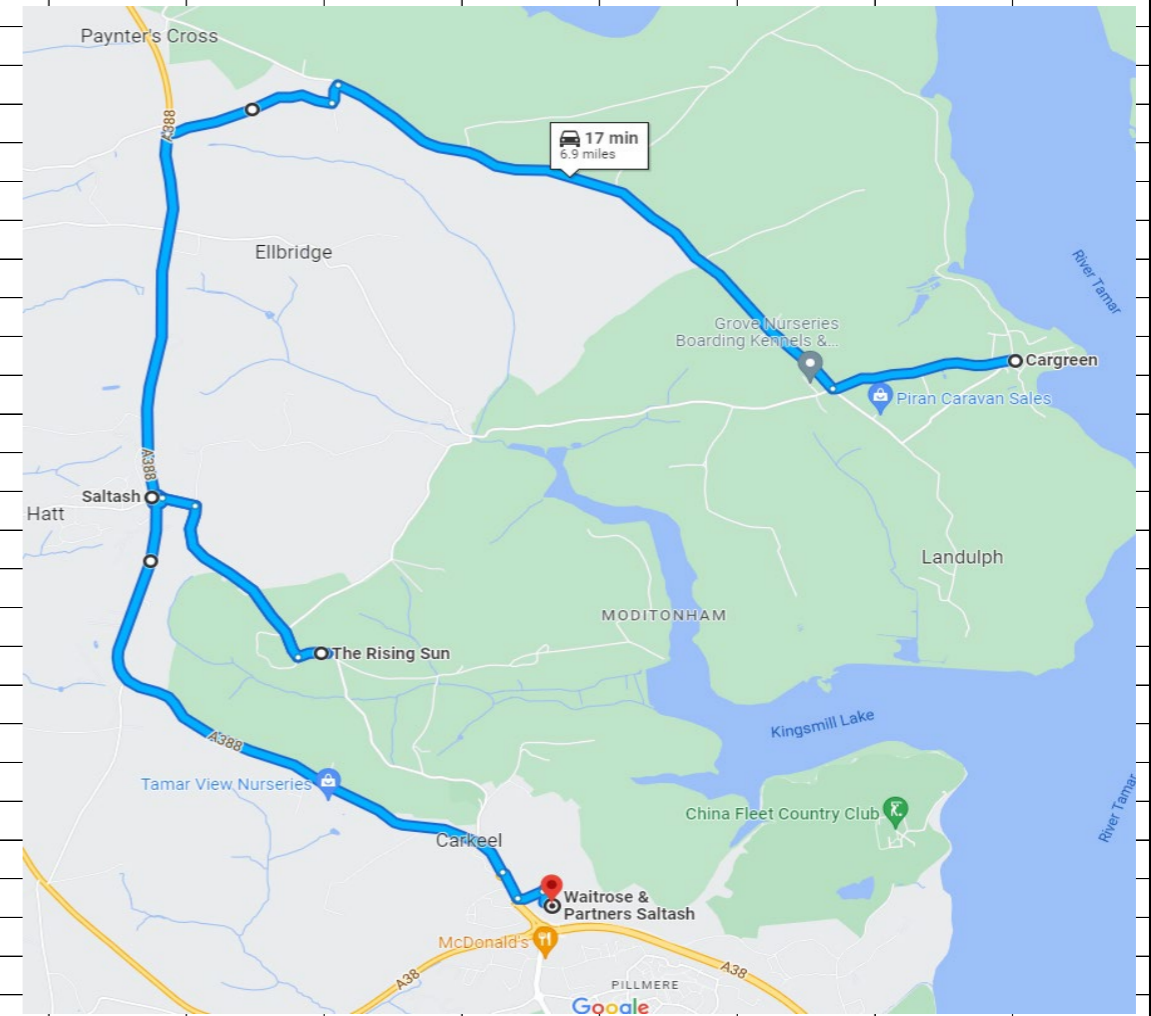 Paynter's Cross
A388
17 min
6.9 miles
Ellbridge
River Tamar
Grove Nurseries
Boarding Kennels &...
Cargreen
Piran Caravan Sales
A388
Saltash
Hatt
Landulph
MODITONHAM
The Rising Sun
Kingsmill Lake
A388
Tamar View Nurseries
China Fleet Country Club
River Tamar
Carkeel
Waitrose &
Partners Saltash
McDonald's
A38
A38
PILLMERE
Google